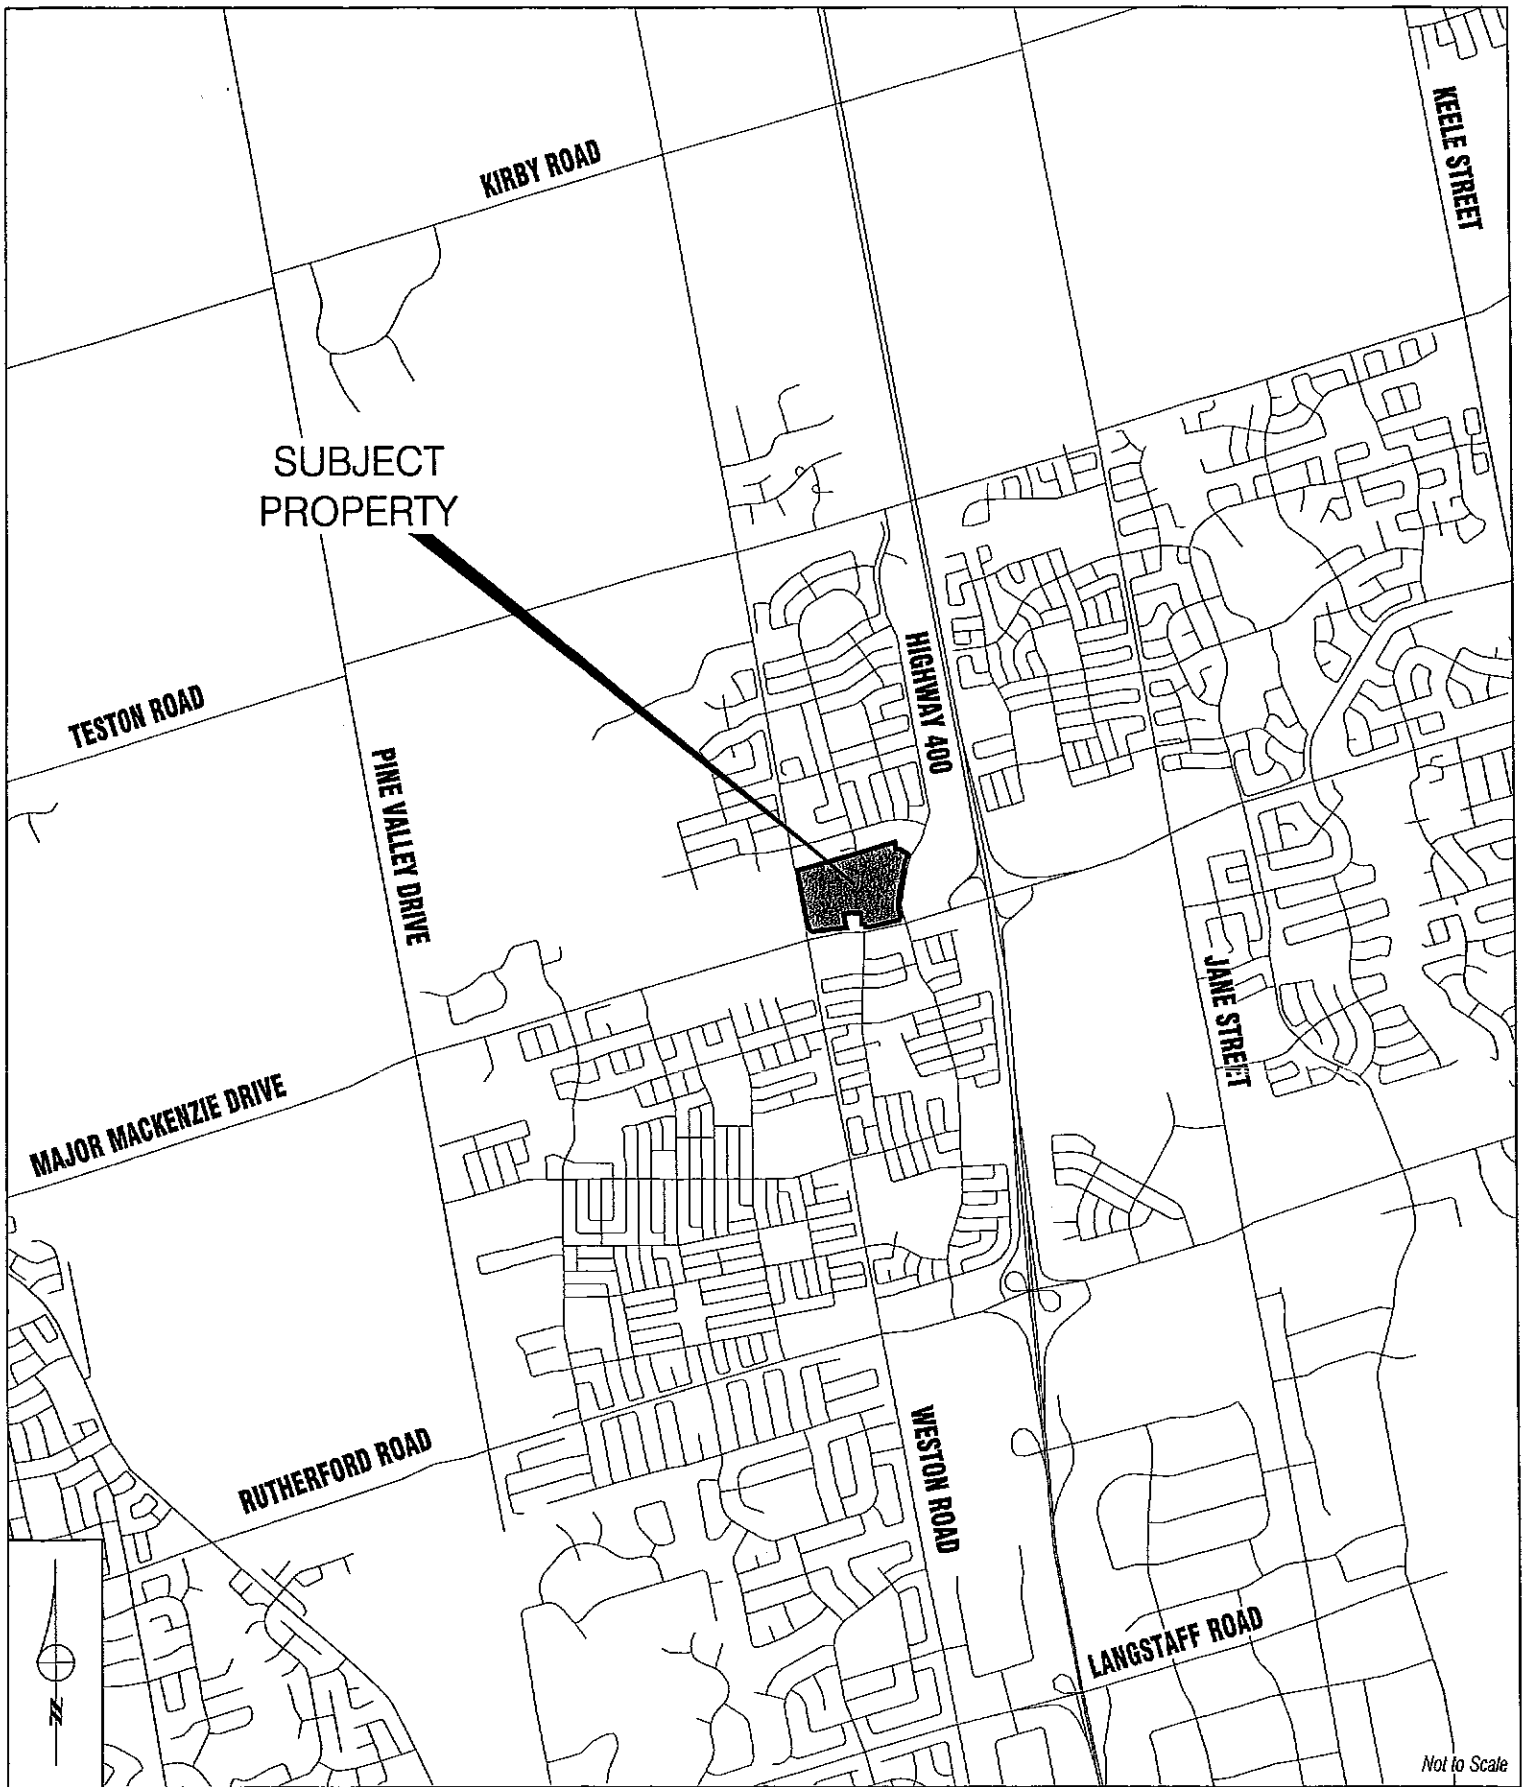 KEELE STREET
KIRBY ROAD
SUBJECT
PROPERTY
HIGHWAY 400
TESTON ROAD
PINE VALLEY DRIVE
JANE STREET
MAJOR MACKENZIE DRIVE
WESTON ROAD
RUTHERFORD ROAD
LANGSTAFF ROAD
N
Not to Scale